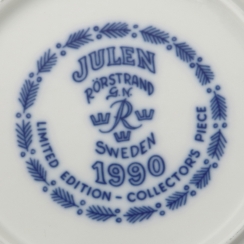 JULEN
RÖRSTRAND
G.N.
R
SWEDEN
1990
LIMITED EDITION - COLLECTOR'S PIECE